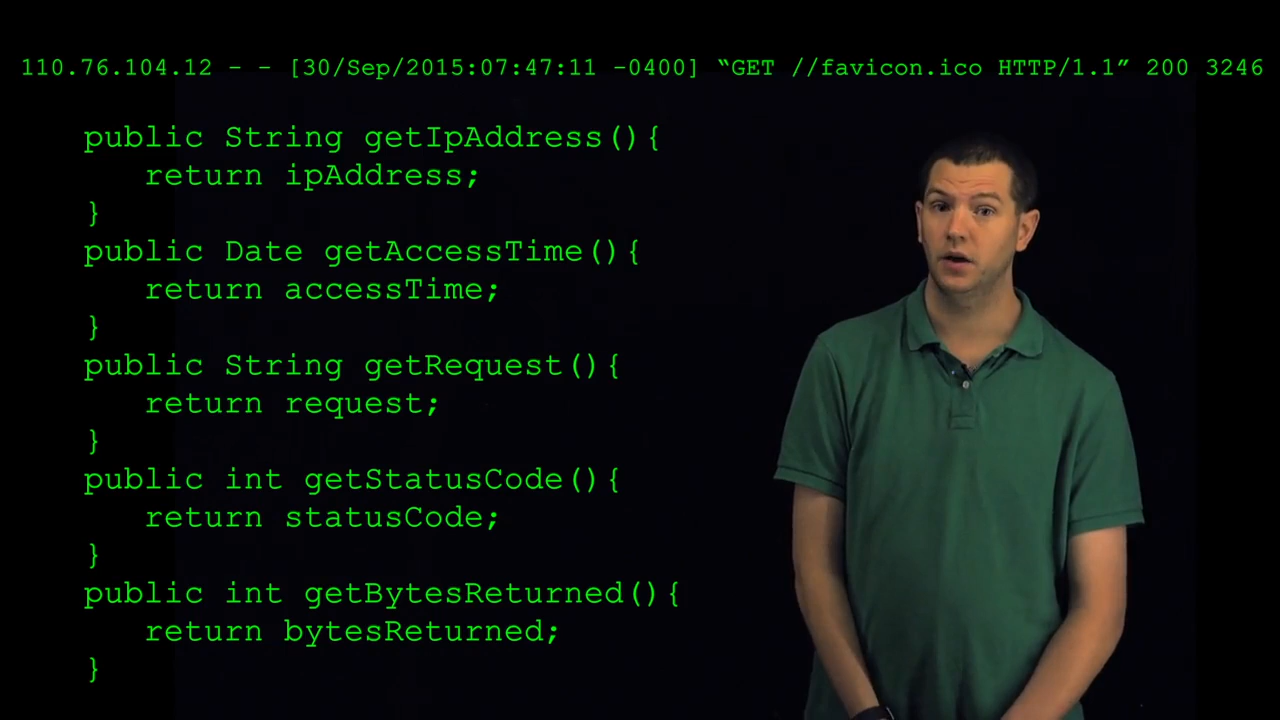 110.76.104.12 - - [30/Sep/2015:07:47:11 -0400] “GET //favicon.ico HTTP/1.1” 200 3246
public String getIpAddress(){
return ipAddress;
}
public Date getAccessTime(){
return accessTime;
}
public String getRequest(){
return request;
}
public int getStatusCode(){
return statusCode;
}
public int getBytesReturned(){
return bytesReturned;
}